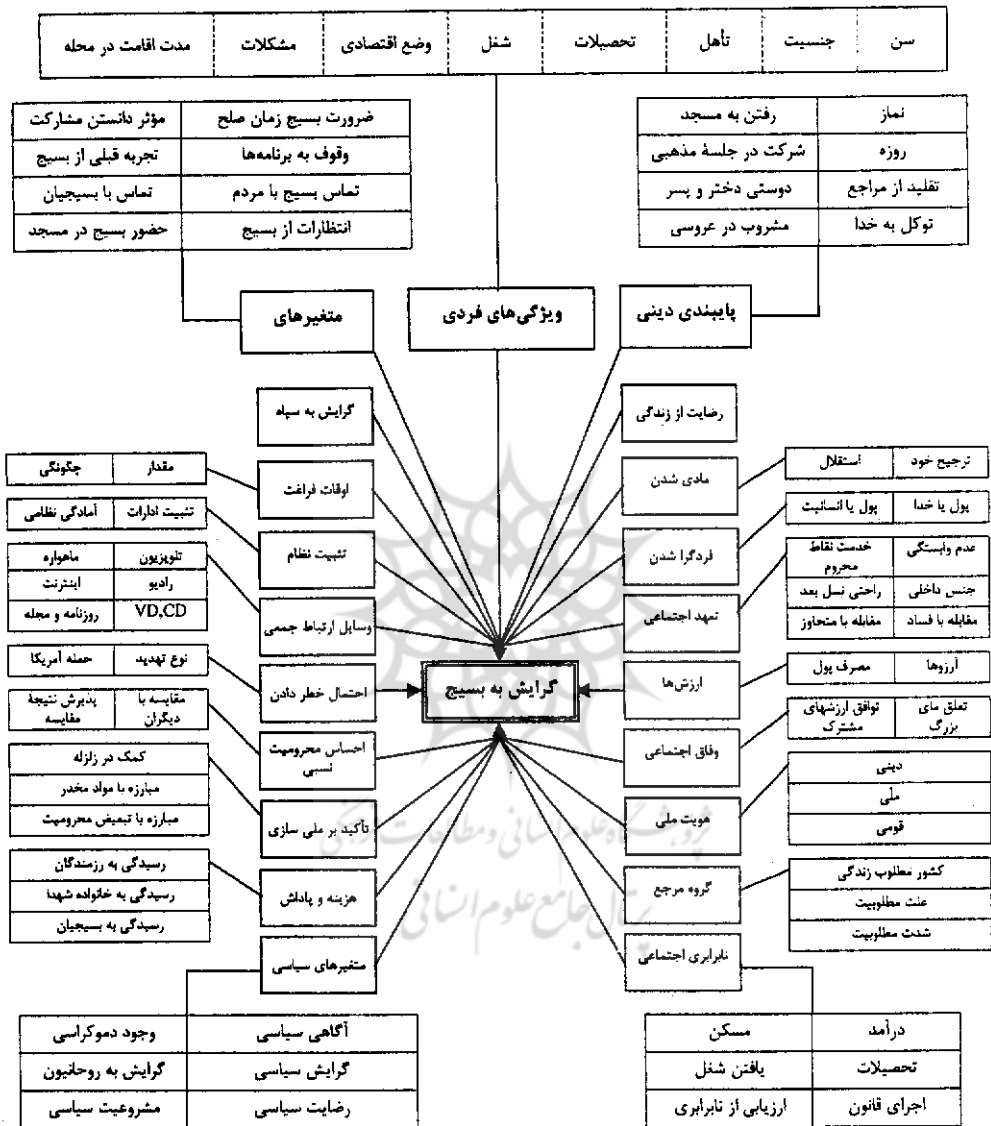 سن جنسیت تأهل تحصیلات شغل وضع اقتصادی مشکلات مدت اقامت در محله
نماز رفتن به مسجد
روزه شرکت در جلسهٔ مذهبی
تقلید از مراجع دوستی دختر و پسر
توکل به خدا مشروب در عروسی
ضرورت بسیج زمان صلح مؤثر دانستن مشارکت
وقوف به برنامه‌ها تجربه قبلی از بسیج
تماس بسیج با مردم تماس با بسیجیان
انتظارات از بسیج حضور بسیج در مسجد
پایبندی دینی
ویژگی‌های فردی
متغیرهای
رضایت از زندگی
مادی شدن
فردگرا شدن
تعهد اجتماعی
ارزش‌ها
وفاق اجتماعی
هویت ملی
گروه مرجع
نابرابری اجتماعی
ترجیح خود استقلال
پول یا خدا پول یا انسانیت
عدم وابستگی خدمت نقاط
محروم
جنس داخلی راحتی نسل بعد
مقابله با فساد مقابله با متجاوز
آرزوها مصرف پول
تعلق مای توافق ارزشهای
بزرگ مشترک
دینی
ملّی
قومی
کشور مطلوب زندگی
علت مطلوبیت
شدت مطلوبیت
گرایش به بسیج
گرایش به سپاه
اوقات فراغت
تثبیت نظام
وسایل ارتباط جمعی
احتمال خطر دادن
احساس محرومیت
نسبی
تأکید بر ملی سازی
هزینه و پاداش
متغیرهای سیاسی
مقدار چگونگی
تثبیت ادارات آمادگی نظامی
تلویزیون ماهواره
رادیو اینترنت
VD,CD روزنامه و مجله
نوع تهدید حمله آمریکا
مقایسه با پذیرش نتیجهٔ
دیگران مقایسه
کمک در زلزله
مبارزه با مواد مخدر
مبارزه با تبعیض محرومیت
رسیدگی به رزمندگان
رسیدگی به خانواده شهدا
رسیدگی به بسیجیان
درآمد مسکن
تحصیلات یافتن شغل
اجرای قانون ارزیابی از نابرابری
آگاهی سیاسی وجود دموکراسی
گرایش سیاسی گرایش به روحانیون
رضایت سیاسی مشروعیت سیاسی
پژوهشگاه علوم انسانی و مطالعات فرهنگی
پرتال جامع علوم انسانی